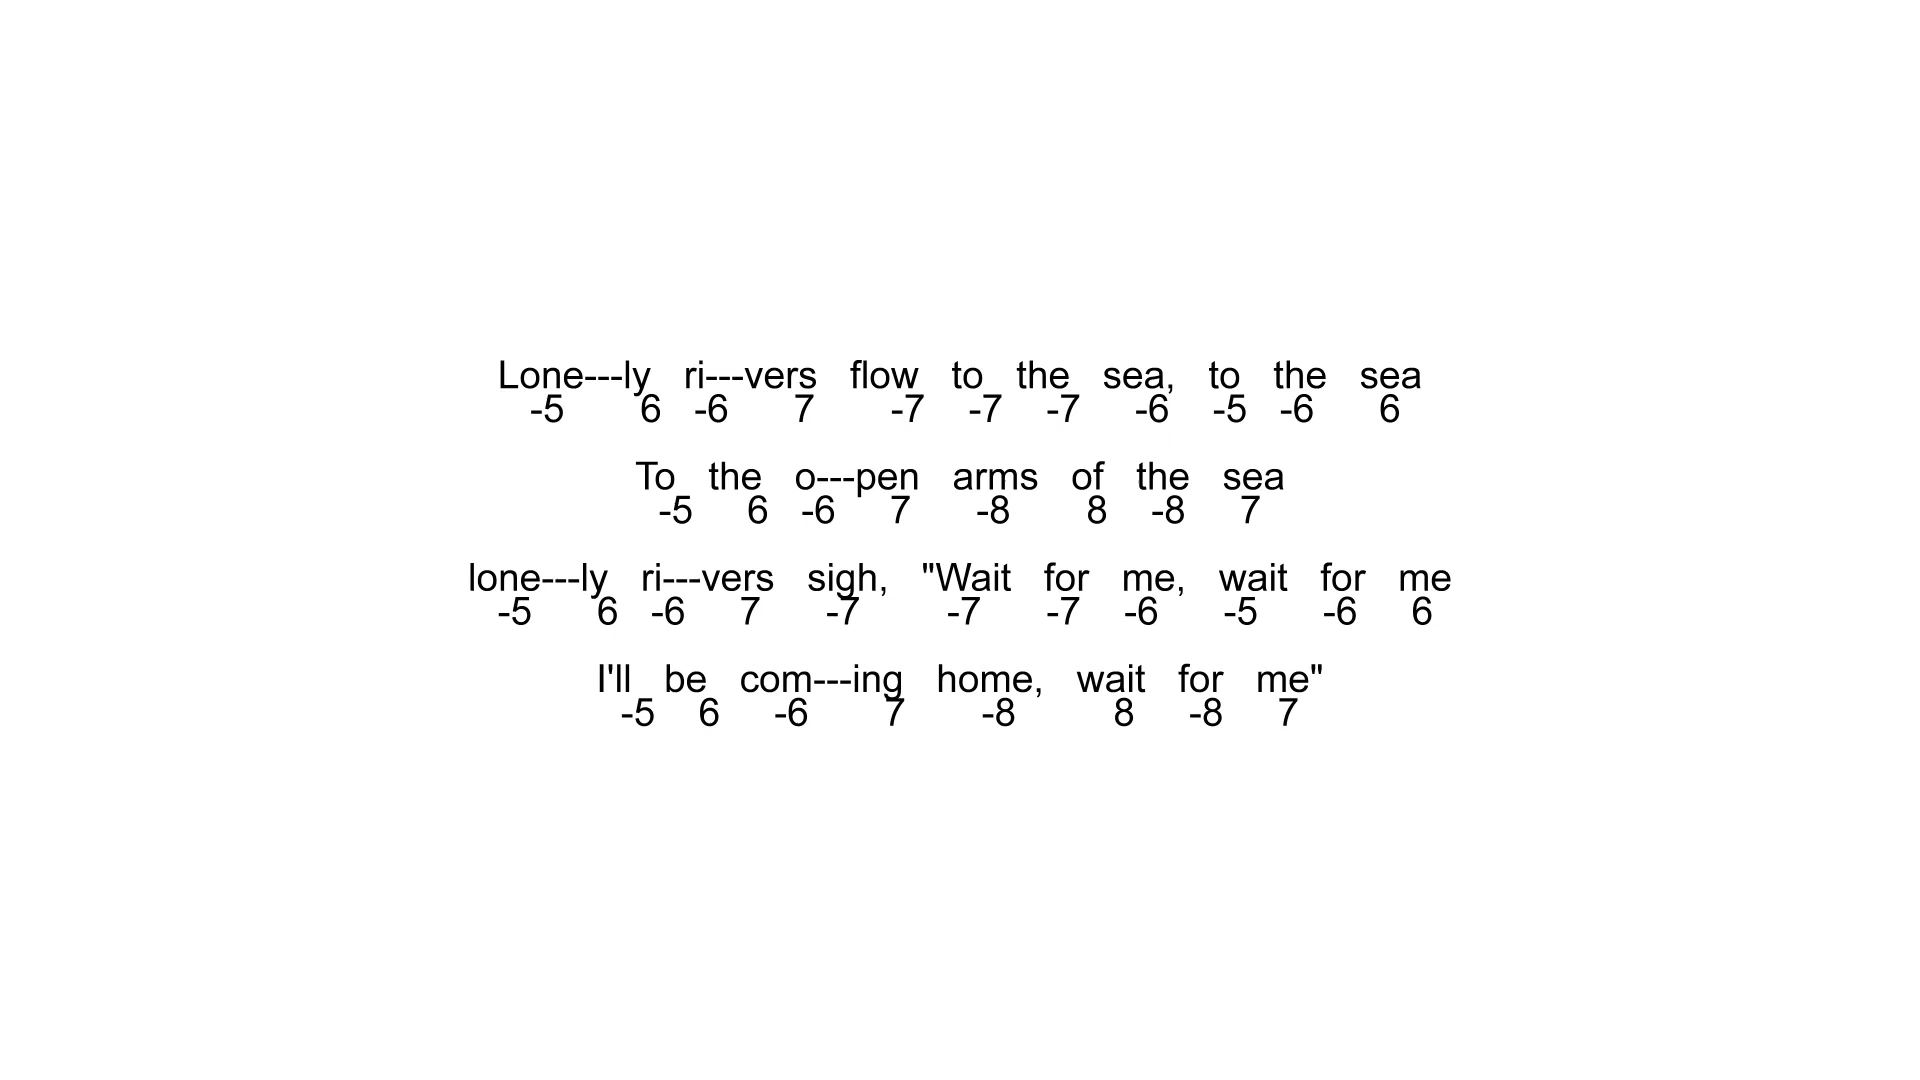 Lone---ly ri---vers flow to the sea, to the sea
-5 6 -6 7 -7 -7 -7 -6 -5 -6 6
To the o---pen arms of the sea
-5 6 -6 7 -8 8 -8 7
lone---ly ri---vers sigh, "Wait for me, wait for me
-5 6 -6 7 -7 -7 -7 -6 -5 -6 6
I'll be com---ing home, wait for me"
-5 6 -6 7 -8 8 -8 7